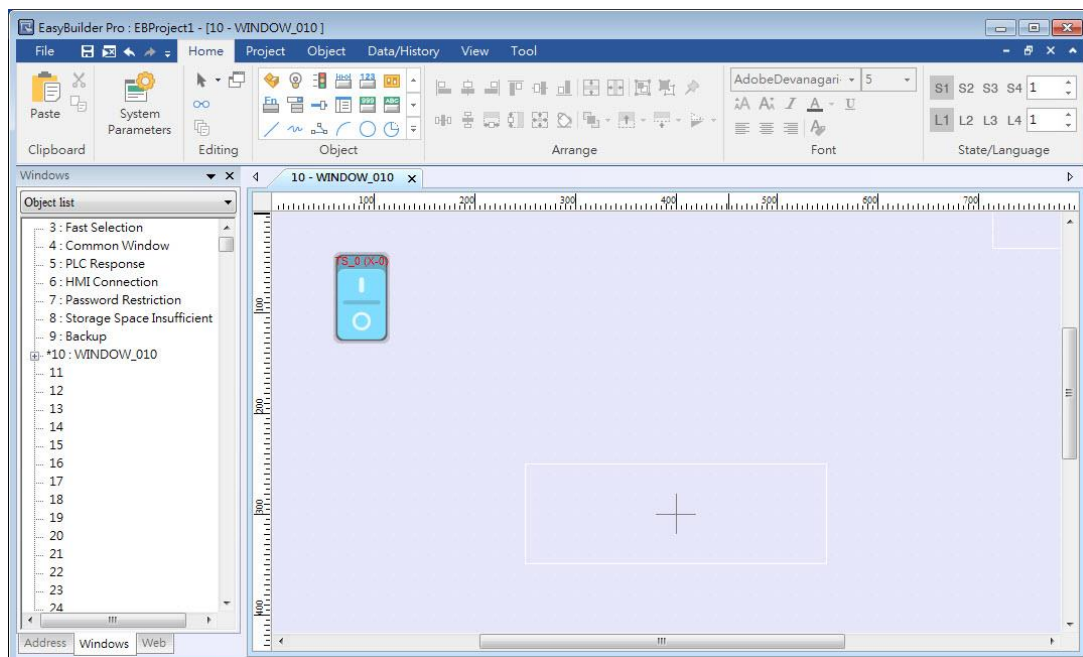 EasyBuilder Pro : EBProject1 - [10 - WINDOW_010 ]
File Home Project Object Data/History View Tool
Paste
System
Parameters
AdobeDevanagari 5
S1 S2 S3 S4 1
L1 L2 L3 L4 1
Clipboard Editing Object Arrange Font State/Language
Windows
10 - WINDOW_010
Object list
100 200 300 400 500 600 700
3 : Fast Selection
4 : Common Window
5 : PLC Response
6 : HMI Connection
7 : Password Restriction
8 : Storage Space Insufficient
9 : Backup
*10 : WINDOW_010
11
12
13
14
15
16
17
18
19
20
21
22
23
24
TS_0 (X-0)
100
200
300
400
Address Windows Web